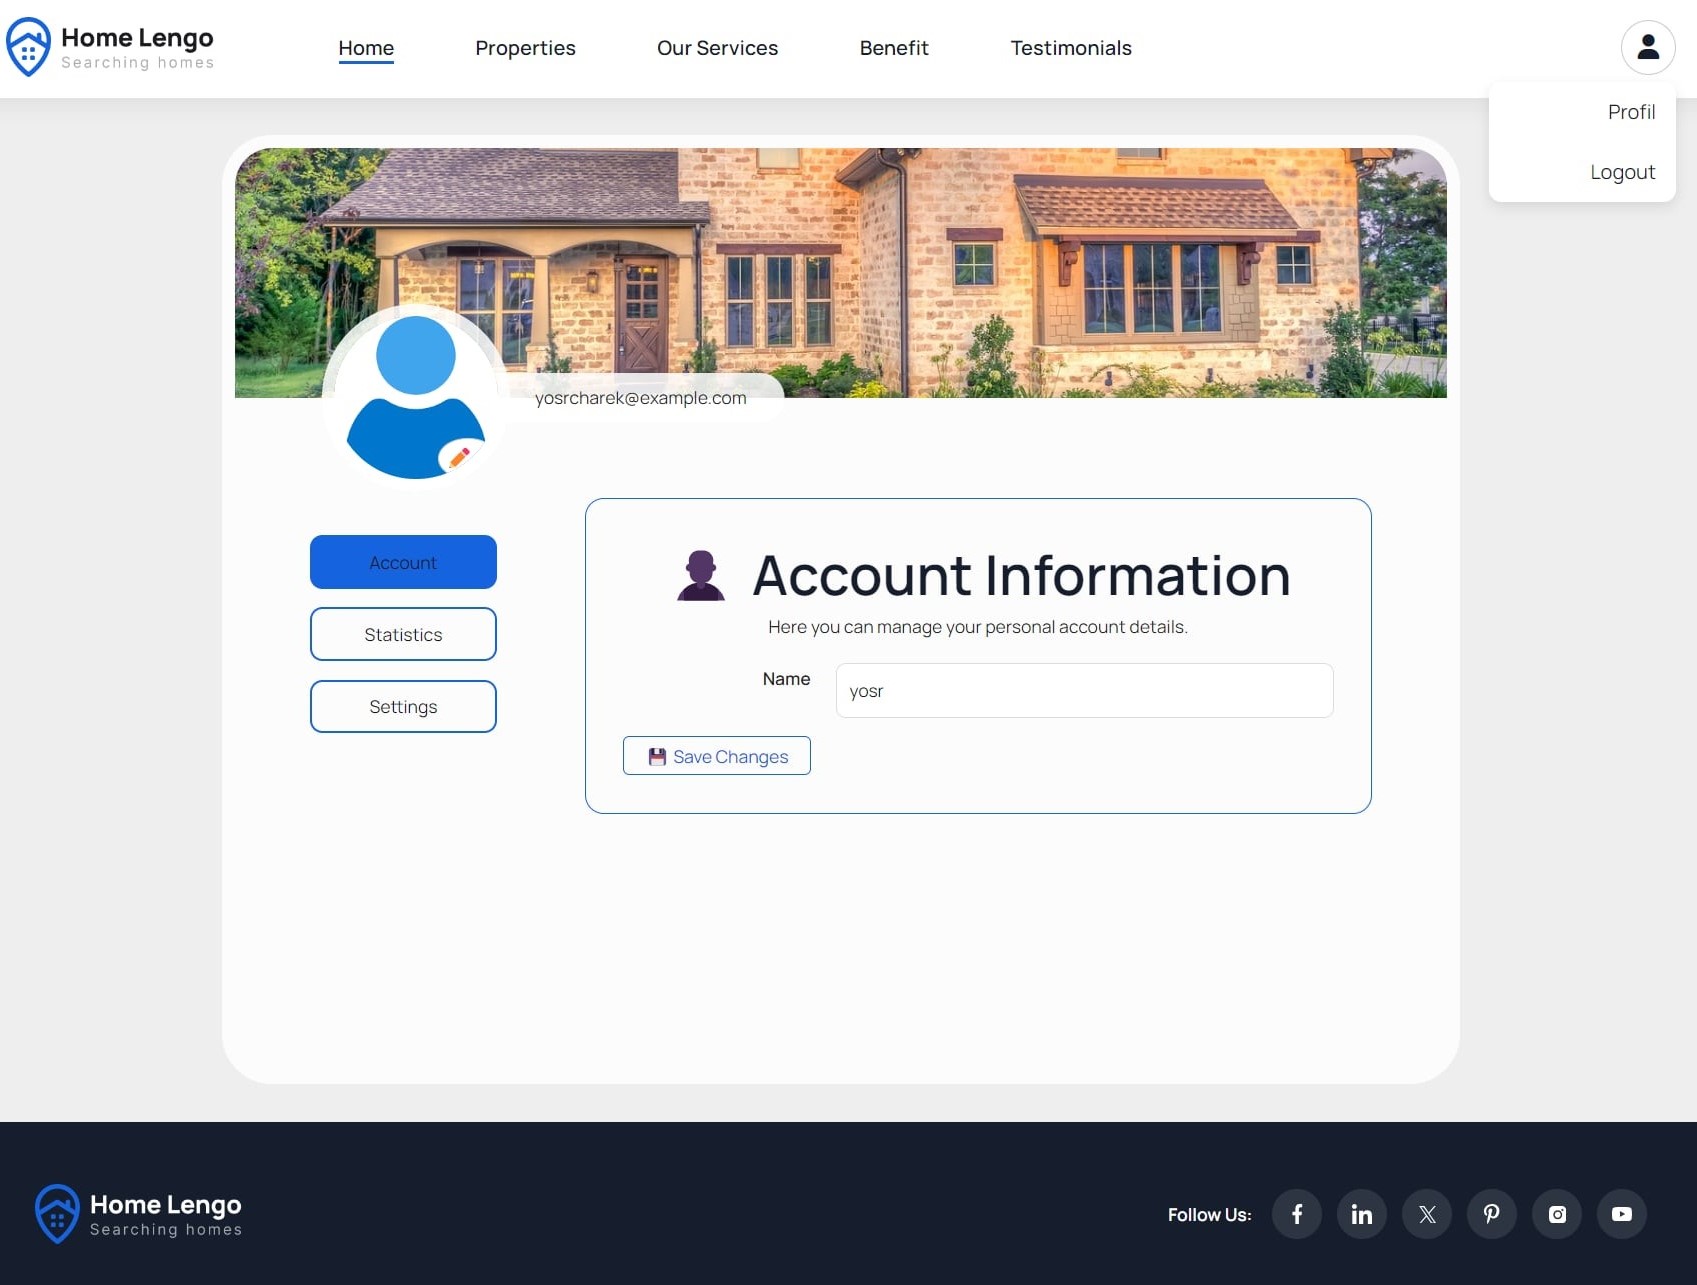 Home Lengo
Searching homes
Home
Properties
Our Services
Benefit
Testimonials
Profil
Logout
yosrcharek@example.com
Account
Statistics
Settings
Account Information
Here you can manage your personal account details.
Name
yosr
Save Changes
Home Lengo
Searching homes
Follow Us: